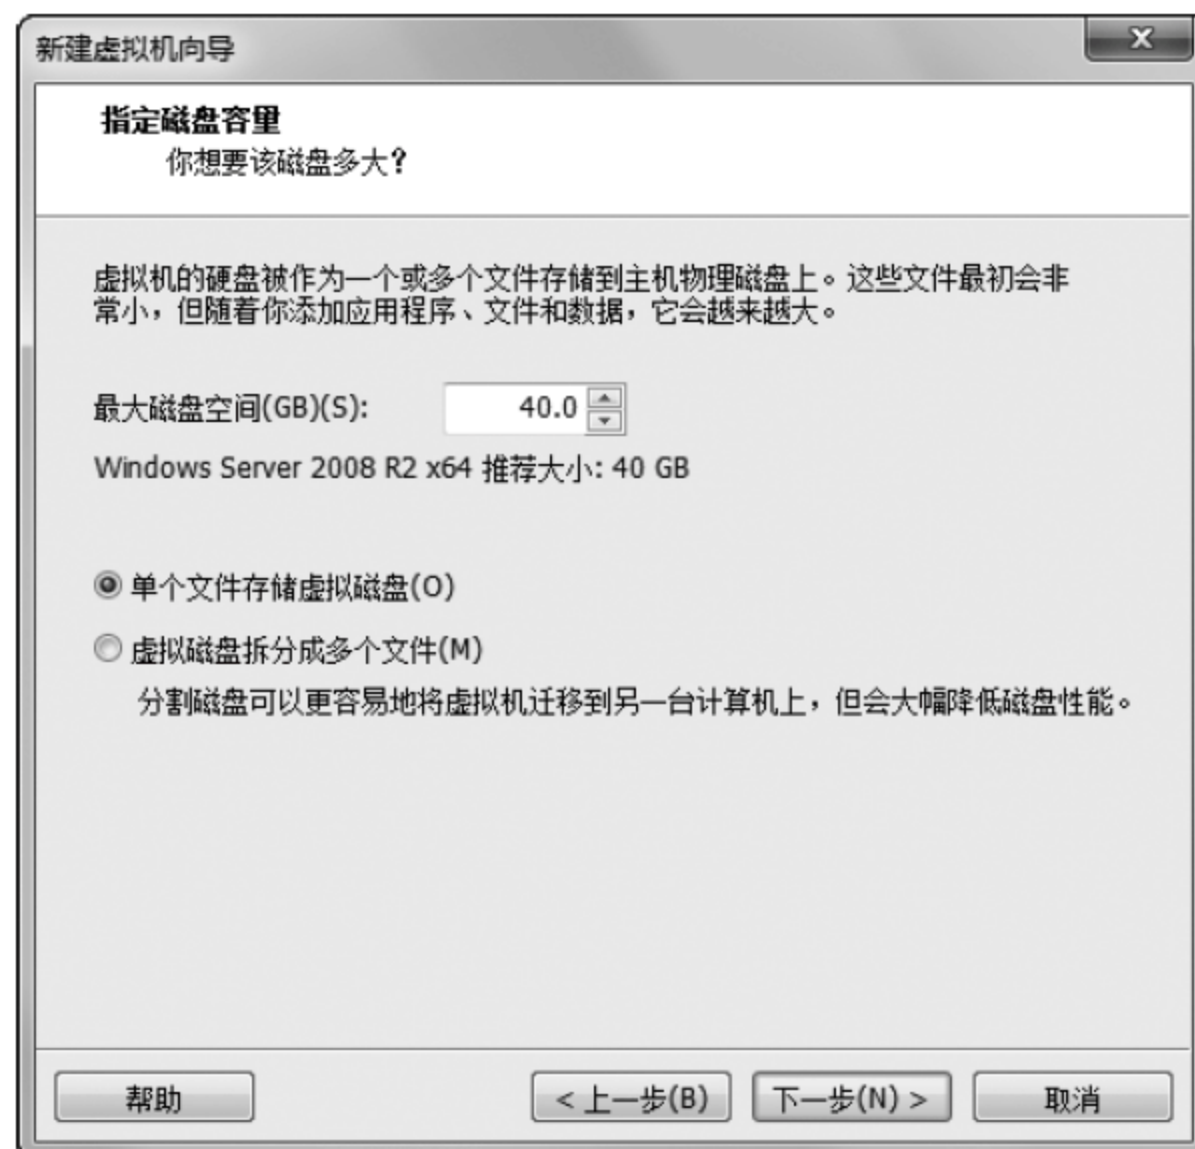 新建虚拟机向导
x
指定磁盘容量
你想要该磁盘多大?
虚拟机的硬盘被作为一个或多个文件存储到主机物理磁盘上。这些文件最初会非
常小，但随着你添加应用程序、文件和数据，它会越来越大。
最大磁盘空间(GB)(S): 40.0
Windows Server 2008 R2 x64 推荐大小: 40 GB
单个文件存储虚拟磁盘(O)
虚拟磁盘拆分成多个文件(M)
分割磁盘可以更容易地将虚拟机迁移到另一台计算机上，但会大幅降低磁盘性能。
帮助 < 上一步(B) 下一步(N) > 取消